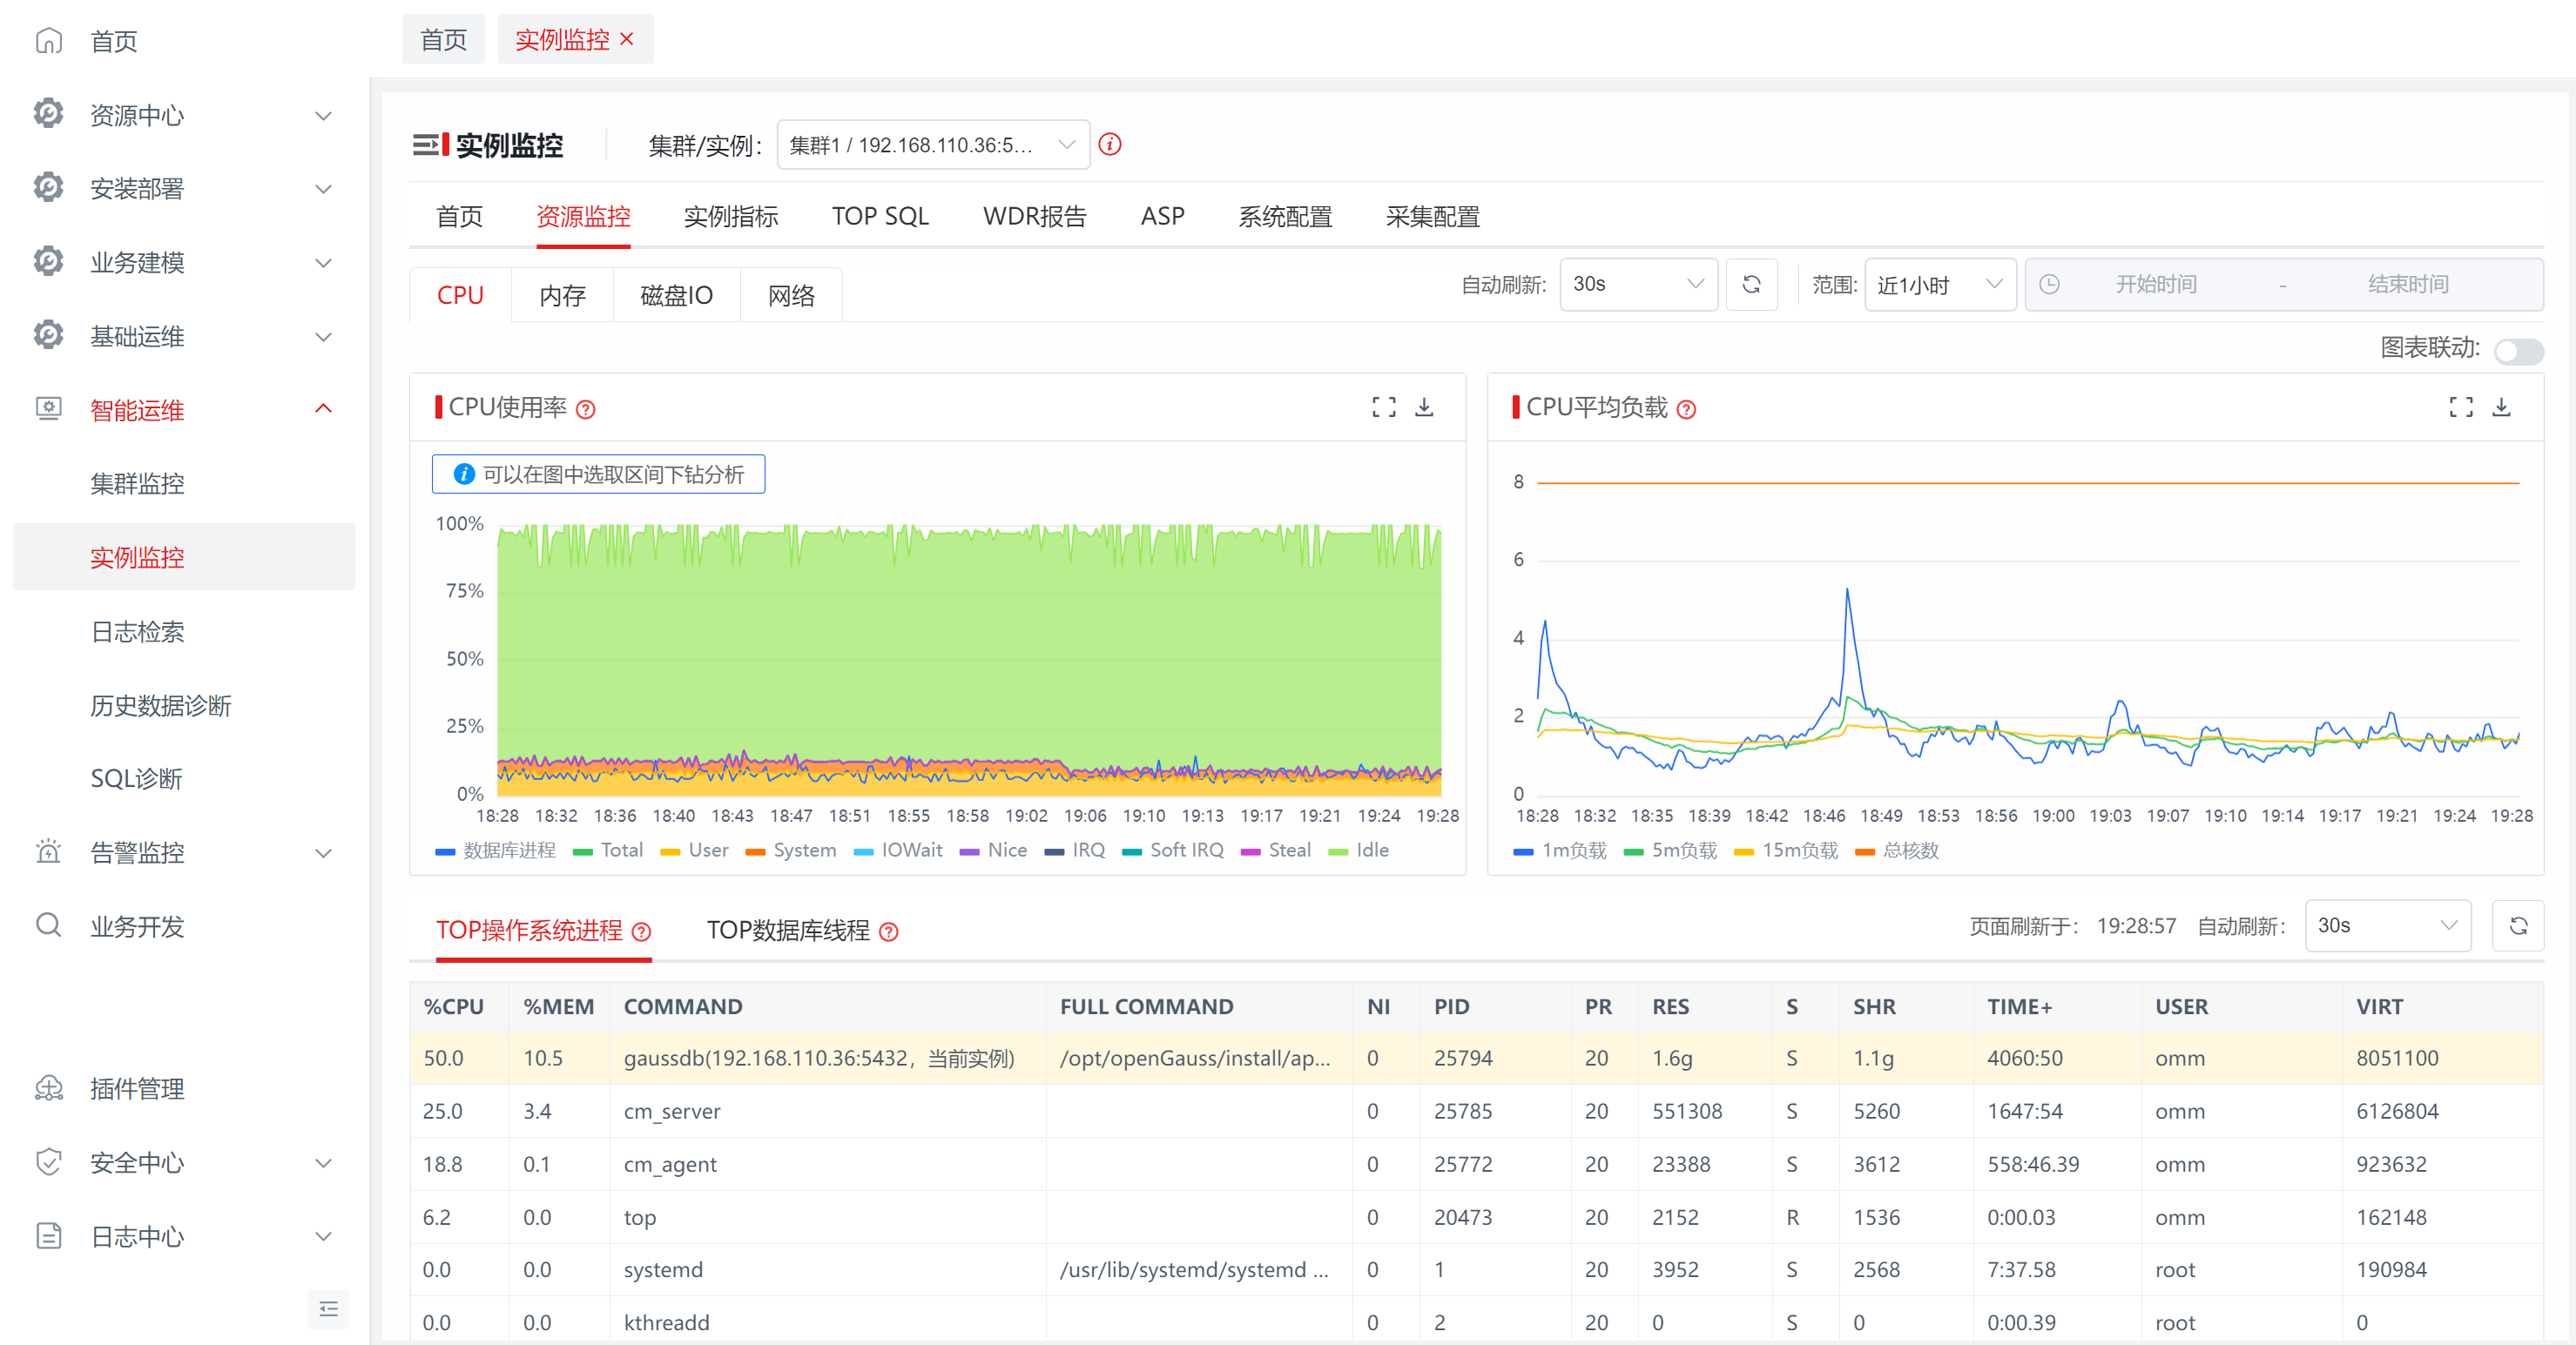 首页
资源中心
安装部署
业务建模
基础运维
智能运维
集群监控
实例监控
日志检索
历史数据诊断
SQL诊断
告警监控
业务开发
插件管理
安全中心
日志中心
首页 实例监控
实例监控 集群/实例： 集群1 / 192.168.110.36:5...
首页 资源监控 实例指标 TOP SQL WDR报告 ASP 系统配置 采集配置
CPU 内存 磁盘IO 网络 自动刷新: 30s 范围: 近1小时 开始时间 - 结束时间
图表联动:
CPU使用率
可以在图中选取区间下钻分析
100%
75%
50%
25%
0%
18:28 18:32 18:36 18:40 18:43 18:47 18:51 18:55 18:58 19:02 19:06 19:10 19:13 19:17 19:21 19:24 19:28
数据库进程 Total User System IOWait Nice IRQ Soft IRQ Steal Idle
CPU平均负载
8
6
4
2
0
18:28 18:32 18:35 18:39 18:42 18:46 18:49 18:53 18:56 19:00 19:03 19:07 19:10 19:14 19:17 19:21 19:24 19:28
1m负载 5m负载 15m负载 总核数
TOP操作系统进程 TOP数据库线程 页面刷新于： 19:28:57 自动刷新： 30s
%CPU %MEM COMMAND FULL COMMAND NI PID PR RES S SHR TIME+ USER VIRT
50.0 10.5 gaussdb(192.168.110.36:5432，当前实例) /opt/openGauss/install/ap... 0 25794 20 1.6g S 1.1g 4060:50 omm 8051100
25.0 3.4 cm_server 0 25785 20 551308 S 5260 1647:54 omm 6126804
18.8 0.1 cm_agent 0 25772 20 23388 S 3612 558:46.39 omm 923632
6.2 0.0 top 0 20473 20 2152 R 1536 0:00.03 omm 162148
0.0 0.0 systemd /usr/lib/systemd/systemd ... 0 1 20 3952 S 2568 7:37.58 root 190984
0.0 0.0 kthreadd 0 2 20 0 S 0 0:00.39 root 0